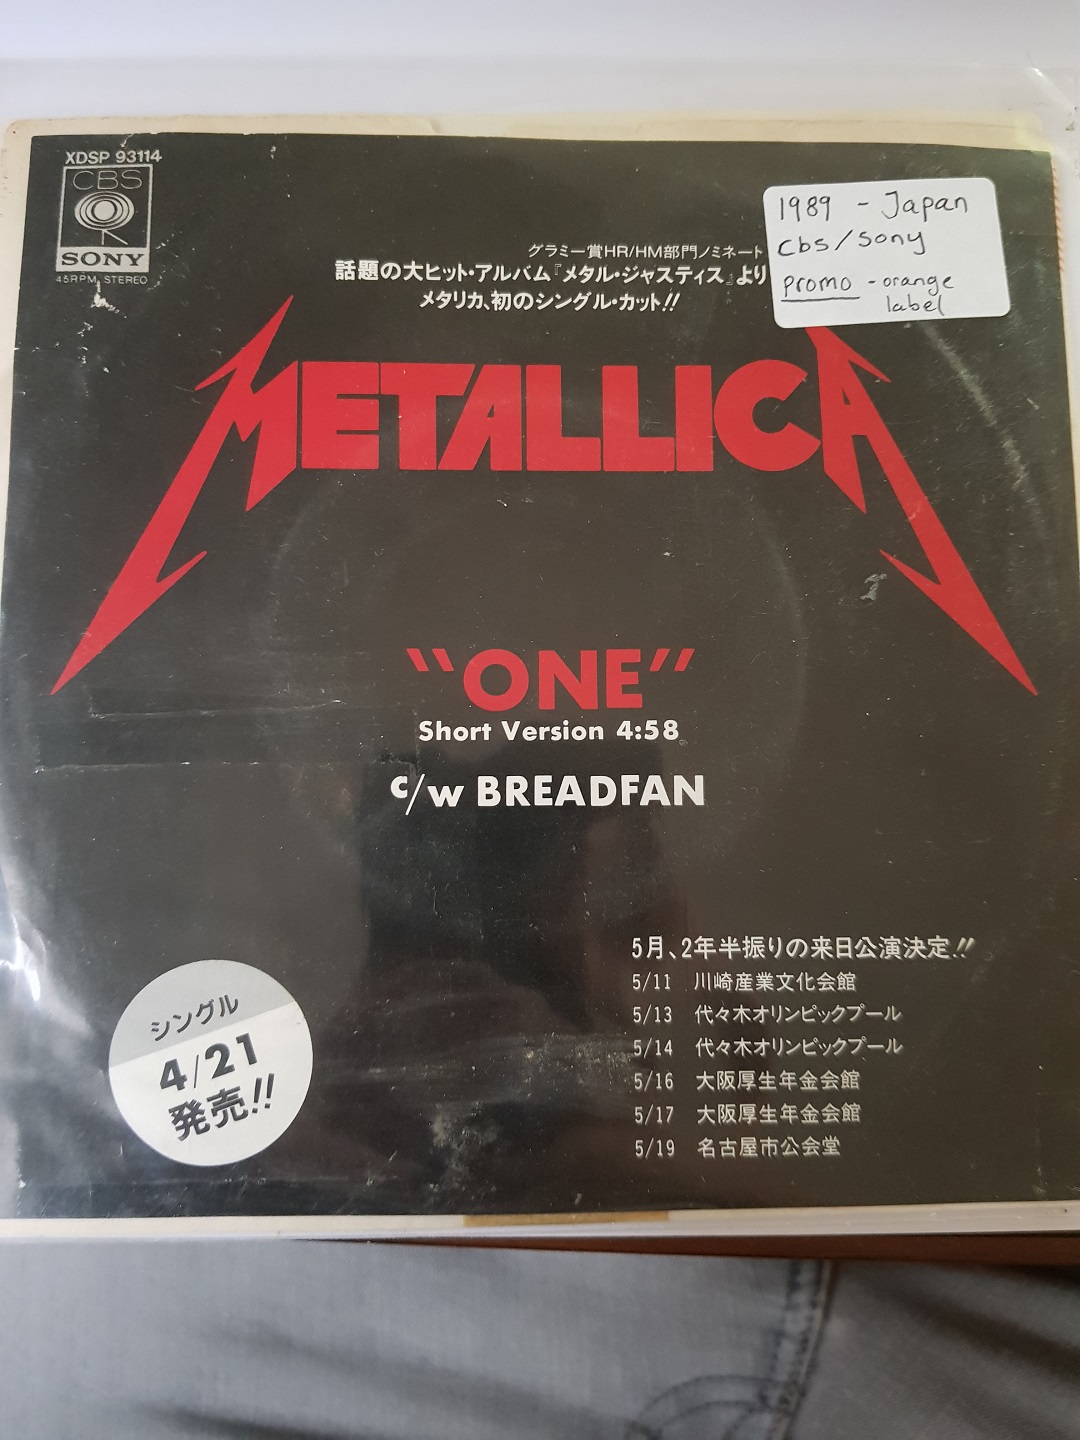 XDSP 93114
CBS
SONY
45RPM STEREO
1989 - Japan
cbs/sony
promo - orange
label
グラミー賞HR/HM部門ノミネート
話題の大ヒット・アルバム『メタル・ジャスティス』より
メタリカ、初のシングル・カット!!
METALLICA
"ONE"
Short Version 4:58
c/w BREADFAN
5月、2年半振りの来日公演決定!!
5/11 川崎産業文化会館
5/13 代々木オリンピックプール
5/14 代々木オリンピックプール
5/16 大阪厚生年金会館
5/17 大阪厚生年金会館
5/19 名古屋市公会堂
シングル
4/21
発売!!